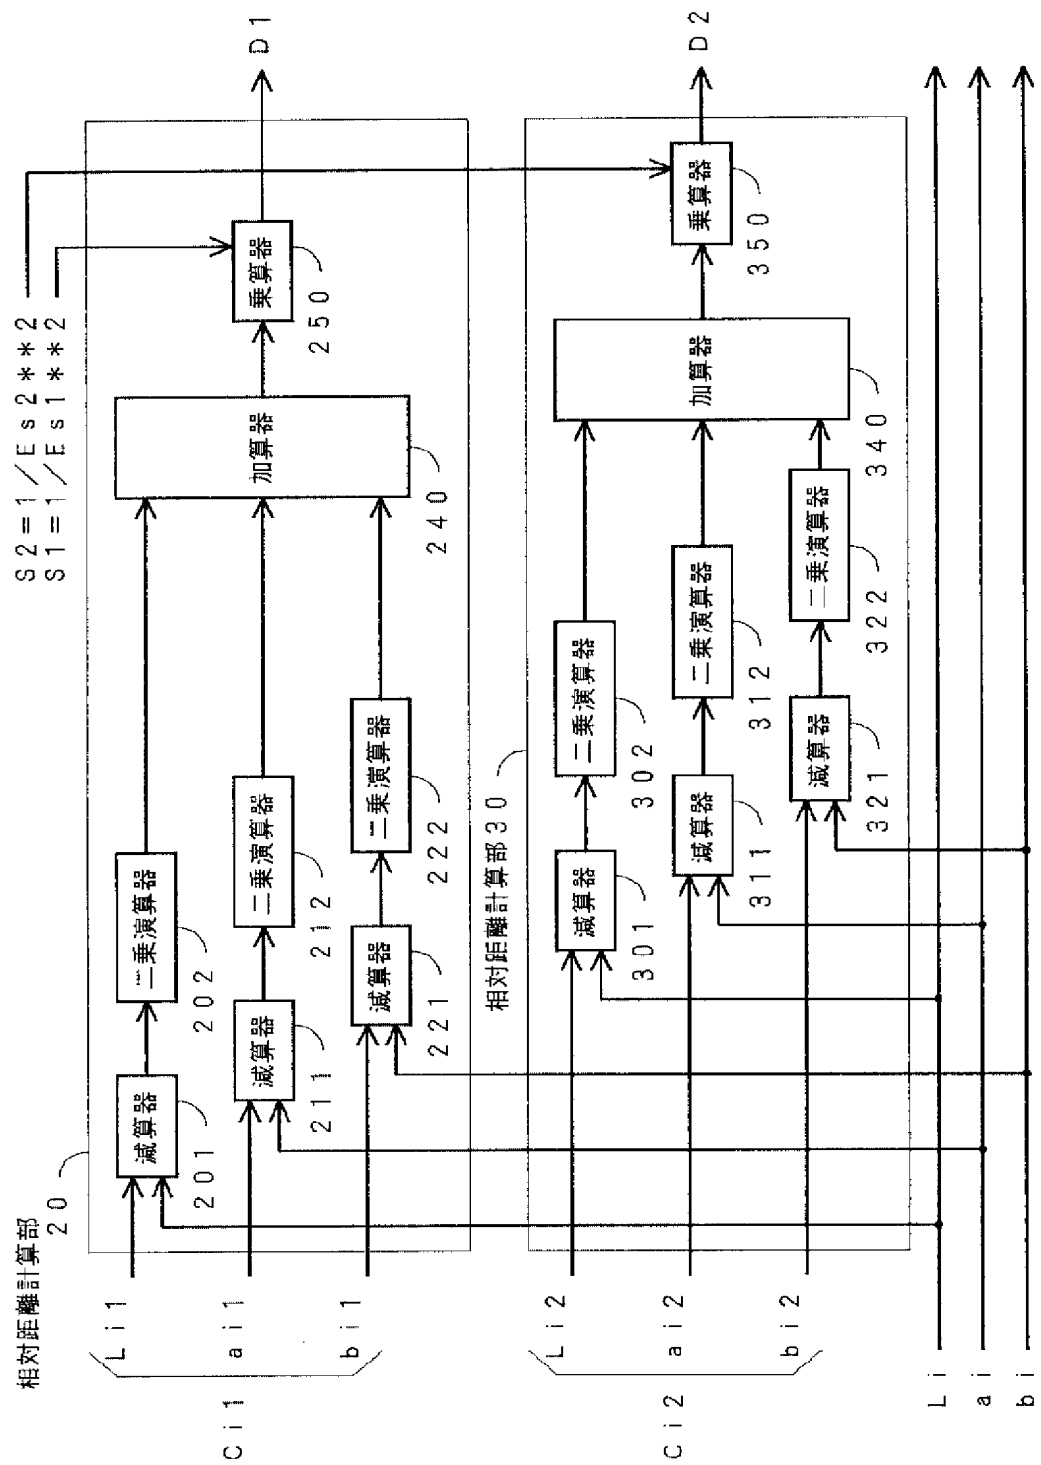 相対距離計算部
20
Ci1
Li1
ai1
bi1
減算器
201
二乗演算器
202
減算器
211
二乗演算器
212
減算器
221
二乗演算器
222
加算器
240
乗算器
250
S2=1/Es2**2
S1=1/Es1**2
D1
相対距離計算部30
Ci2
Li2
ai2
bi2
減算器
301
二乗演算器
302
減算器
311
二乗演算器
312
減算器
321
二乗演算器
322
加算器
340
乗算器
350
D2
Li
ai
bi